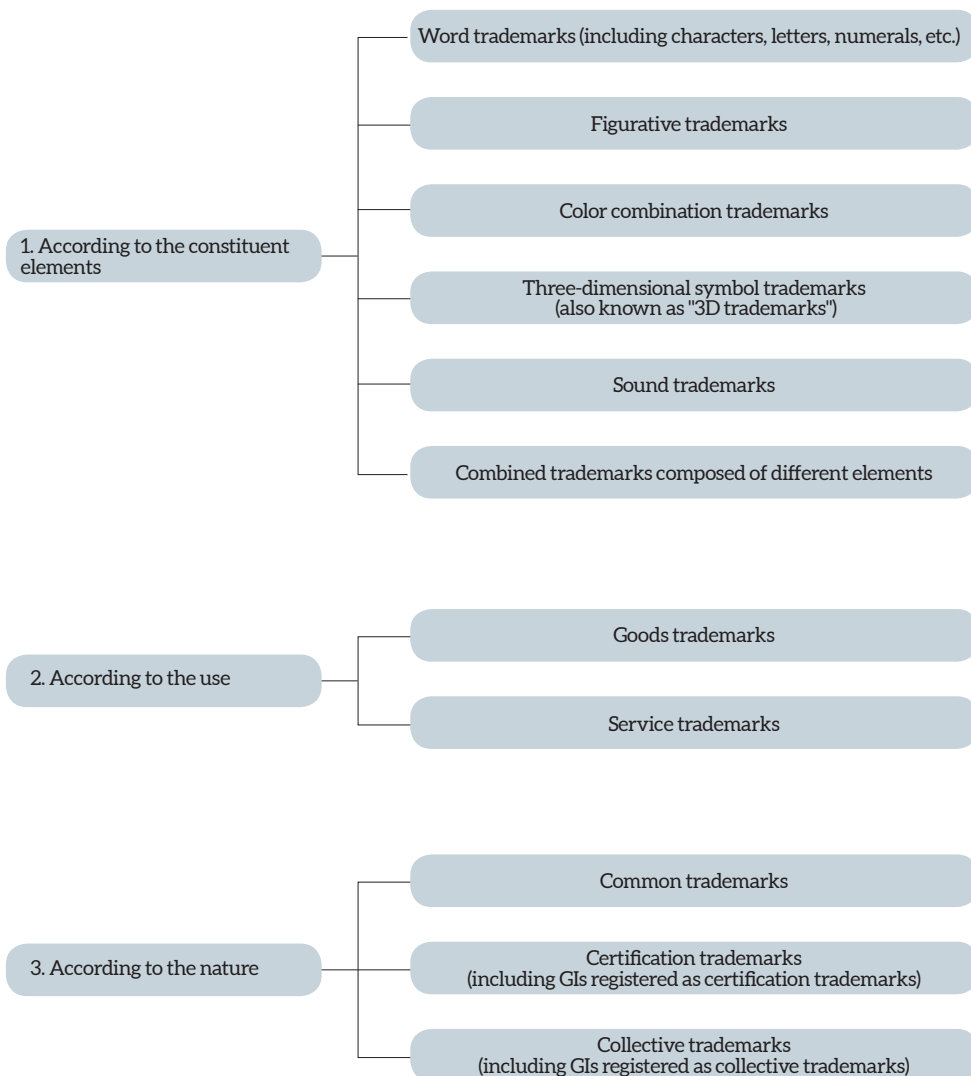 1. According to the constituent
elements
Word trademarks (including characters, letters, numerals, etc.)
Figurative trademarks
Color combination trademarks
Three-dimensional symbol trademarks
(also known as "3D trademarks")
Sound trademarks
Combined trademarks composed of different elements
2. According to the use
Goods trademarks
Service trademarks
3. According to the nature
Common trademarks
Certification trademarks
(including GIs registered as certification trademarks)
Collective trademarks
(including GIs registered as collective trademarks)